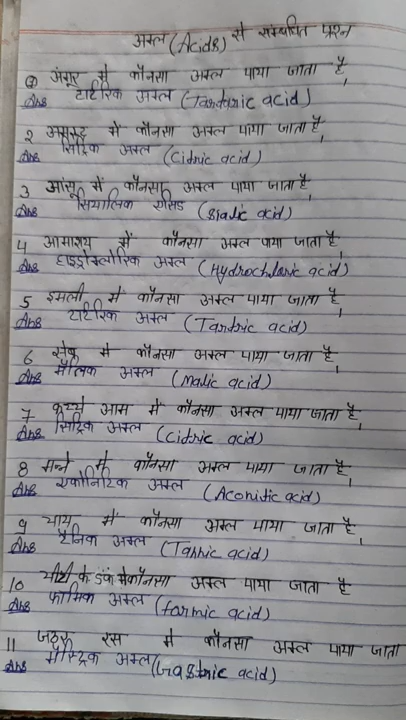 अम्ल (Acids) से संबंधित प्रश्न
① अंगूर में कौनसा अम्ल पाया जाता है,
Ans टार्टरिक अम्ल (Tardaric acid)
2 अमरूद में कौनसा अम्ल पाया जाता है,
Ans सिट्रिक अम्ल (Cidric acid)
3 आंसू में कौनसा अम्ल पाया जाता है,
Ans सियालिक एसिड (Sialic acid)
4 आमाशय में कौनसा अम्ल पाया जाता है,
Ans हाइड्रोक्लोरिक अम्ल (Hydrochloric acid)
5 इमली में कौनसा अम्ल पाया जाता है,
Ans टार्टरिक अम्ल (Tardric acid)
6 सेब में कौनसा अम्ल पाया जाता है,
Ans मैलिक अम्ल (malic acid)
7 कच्चे आम में कौनसा अम्ल पाया जाता है,
Ans सिट्रिक अम्ल (Cidric acid)
8 गन्ने में कौनसा अम्ल पाया जाता है,
Ans एकोनिटिक अम्ल (Aconitic acid)
9 चाय में कौनसा अम्ल पाया जाता है,
Ans टैनिक अम्ल (Tannic acid)
10 चींटी के डंक में कौनसा अम्ल पाया जाता है
Ans फॉर्मिक अम्ल (formic acid)
11 जठर रस में कौनसा अम्ल पाया जाता
Ans गैस्ट्रिक अम्ल (Gastric acid)